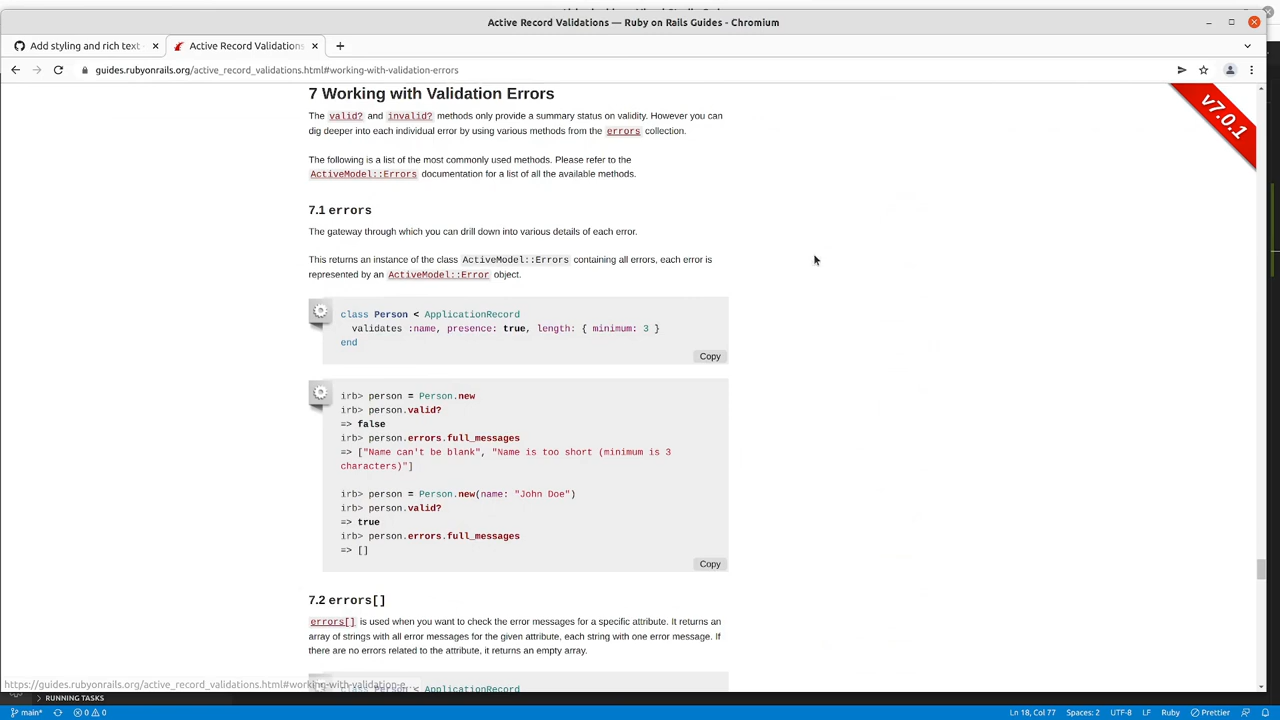 Active Record Validations — Ruby on Rails Guides - Chromium
Add styling and rich text
Active Record Validations
guides.rubyonrails.org/active_record_validations.html#working-with-validation-errors
v7.0.1
7 Working with Validation Errors
The valid? and invalid? methods only provide a summary status on validity. However you can
dig deeper into each individual error by using various methods from the errors collection.
The following is a list of the most commonly used methods. Please refer to the
ActiveModel::Errors documentation for a list of all the available methods.
7.1 errors
The gateway through which you can drill down into various details of each error.
This returns an instance of the class ActiveModel::Errors containing all errors, each error is
represented by an ActiveModel::Error object.
class Person < ApplicationRecord
validates :name, presence: true, length: { minimum: 3 }
end
Copy
irb> person = Person.new
irb> person.valid?
=> false
irb> person.errors.full_messages
=> ["Name can't be blank", "Name is too short (minimum is 3
characters)"]
irb> person = Person.new(name: "John Doe")
irb> person.valid?
=> true
irb> person.errors.full_messages
=> []
Copy
7.2 errors[]
errors[] is used when you want to check the error messages for a specific attribute. It returns an
array of strings with all error messages for the given attribute, each string with one error message. If
there are no errors related to the attribute, it returns an empty array.
https://guides.rubyonrails.org/active_record_validations.html#working-with-validation-e...
class Person < ApplicationRecord
RUNNING TASKS
main*
0 0
Ln 18, Col 77
Spaces: 2
UTF-8
LF
Ruby
Prettier